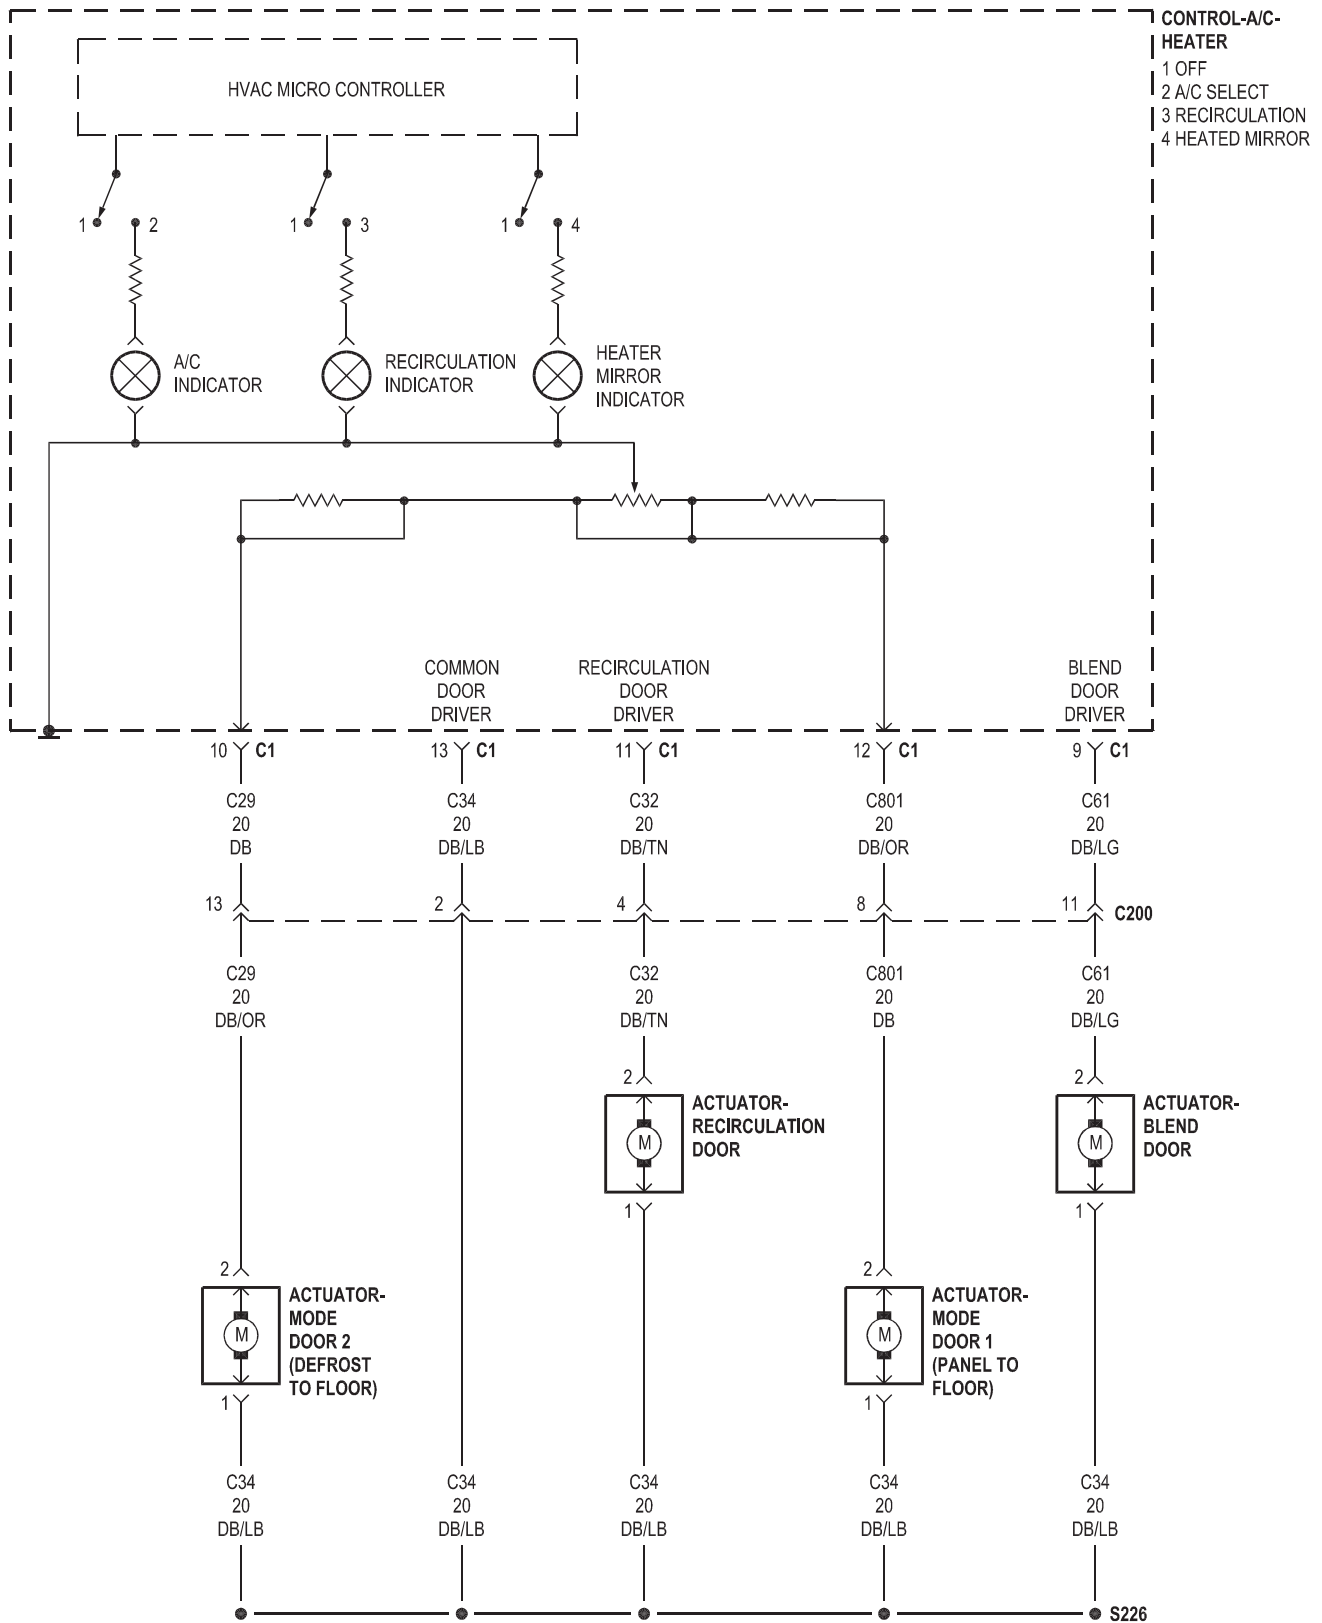 CONTROL-A/C-
HEATER
1 OFF
2 A/C SELECT
3 RECIRCULATION
4 HEATED MIRROR
HVAC MICRO CONTROLLER
1 2 1 3 1 4
A/C
INDICATOR
RECIRCULATION
INDICATOR
HEATER
MIRROR
INDICATOR
COMMON
DOOR
DRIVER
RECIRCULATION
DOOR
DRIVER
BLEND
DOOR
DRIVER
10 C1 13 C1 11 C1 12 C1 9 C1
C29 C34 C32 C801 C61
20 20 20 20 20
DB DB/LB DB/TN DB/OR DB/LG
13 2 4 8 11 C200
C29 C32 C801 C61
20 20 20 20
DB/OR DB/TN DB DB/LG
2 2
ACTUATOR-
RECIRCULATION
DOOR
M
ACTUATOR-
BLEND
DOOR
M
1 1
2 2
ACTUATOR-
MODE
DOOR 2
(DEFROST
TO FLOOR)
M
ACTUATOR-
MODE
DOOR 1
(PANEL TO
FLOOR)
M
1 1
C34 C34 C34 C34 C34
20 20 20 20 20
DB/LB DB/LB DB/LB DB/LB DB/LB
S226